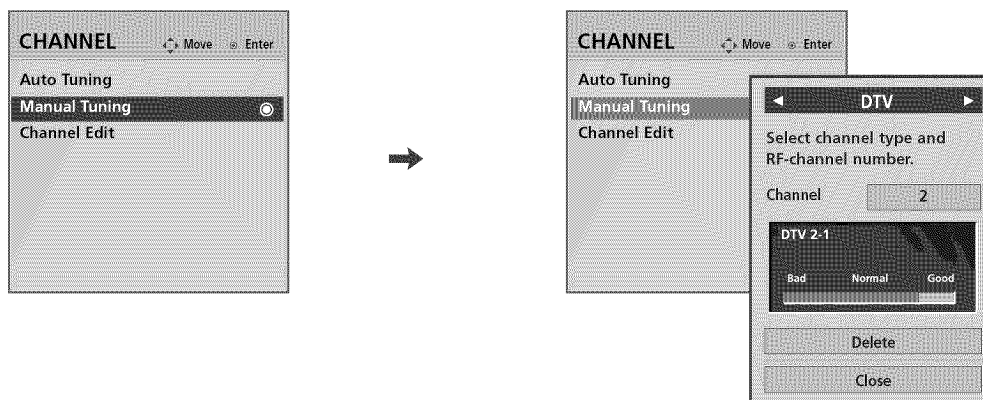 CHANNEL Move Enter
Auto Tuning
Manual Tuning
Channel Edit
CHANNEL Move Enter
Auto Tuning
Manual Tuning
Channel Edit
DTV
Select channel type and
RF-channel number.
Channel 2
DTV 2-1
Bad Normal Good
Delete
Close